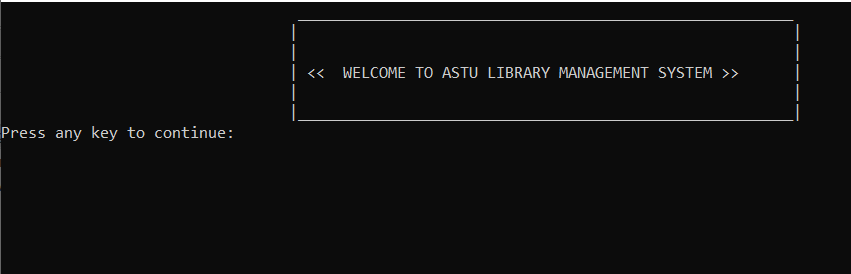 << WELCOME TO ASTU LIBRARY MANAGEMENT SYSTEM >>
Press any key to continue: